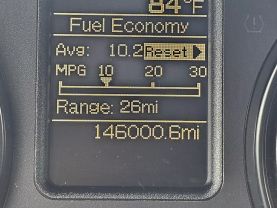 84°F
Fuel Economy
Avg: 10.2 Reset ▶
MPG 10 20 30
Range: 26mi
146000.6mi